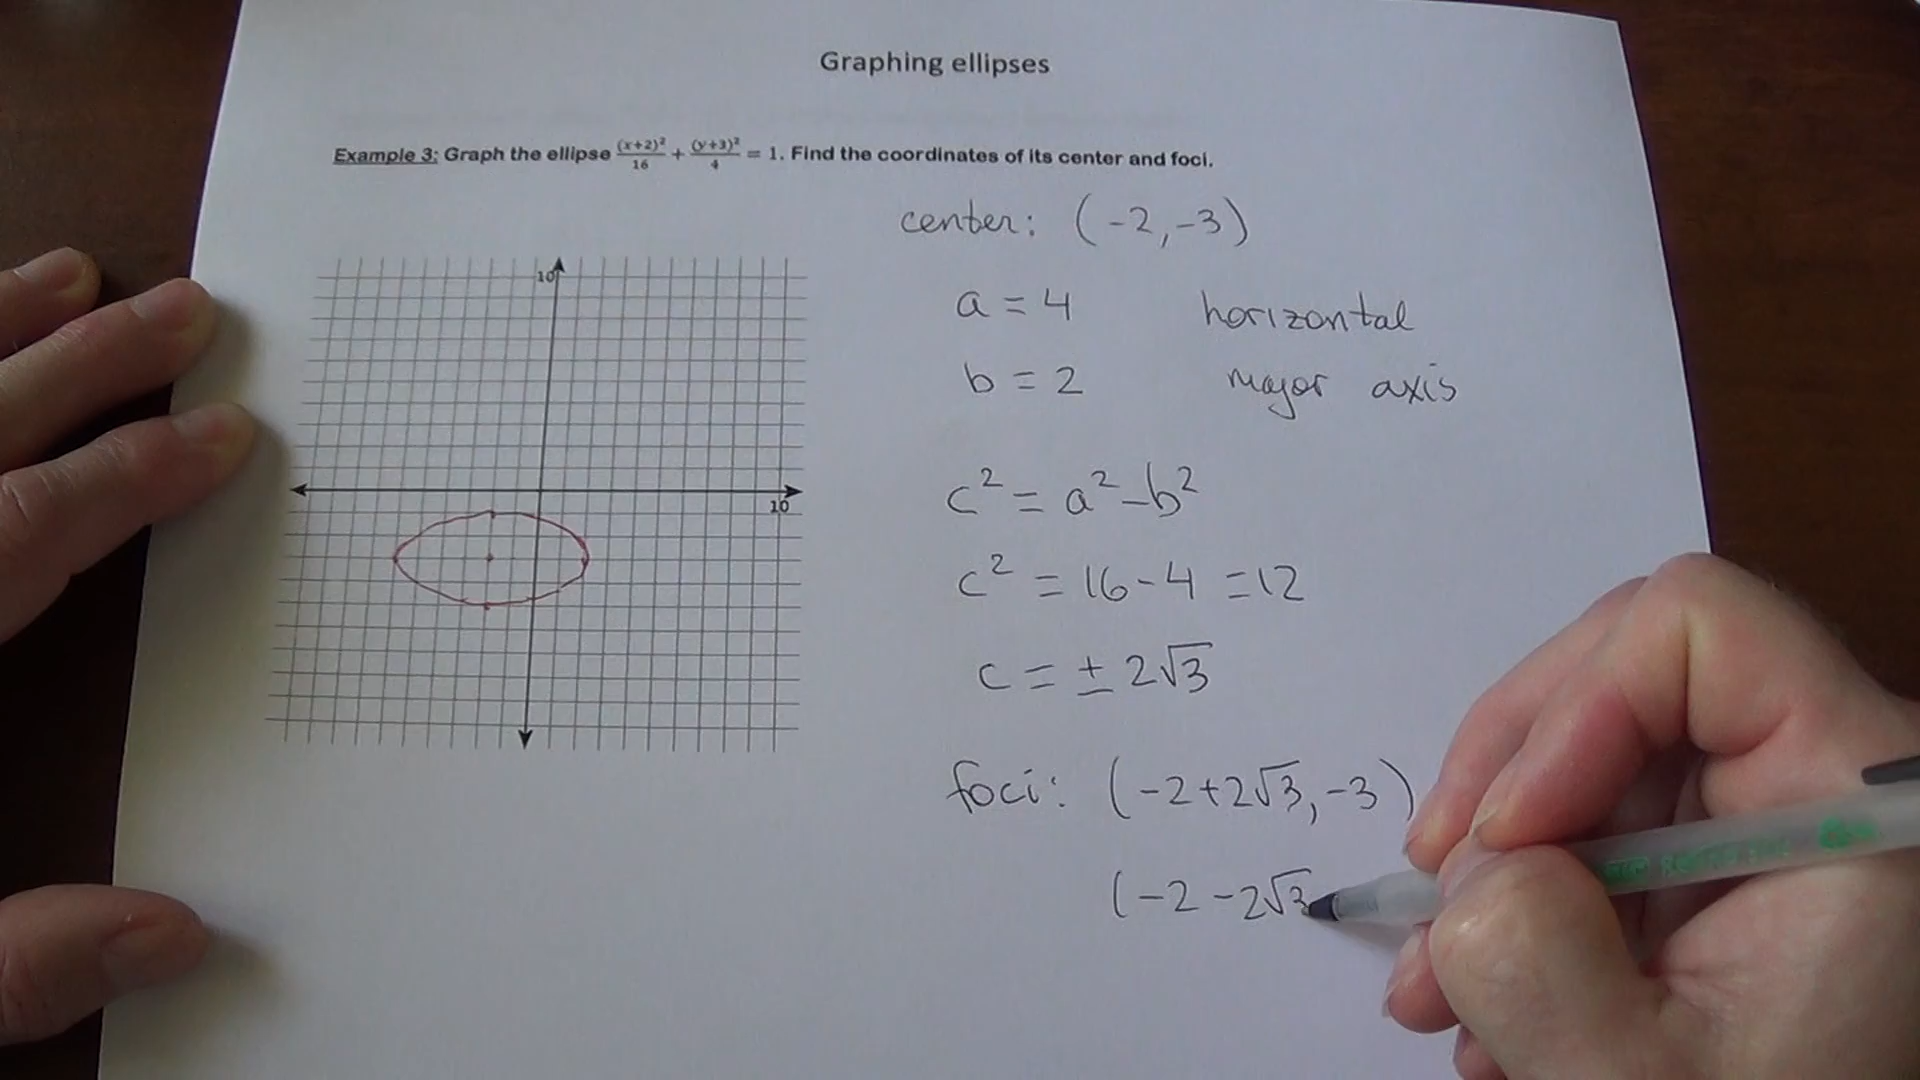 Graphing ellipses
Example 3: Graph the ellipse (x+2)²/16 + (y+3)²/4 = 1. Find the coordinates of its center and foci.
center: (-2,-3)
10
a = 4 horizontal
b = 2 major axis
10
c² = a²-b²
c² = 16-4 =12
c = ± 2√3
foci: (-2+2√3,-3)
(-2-2√3